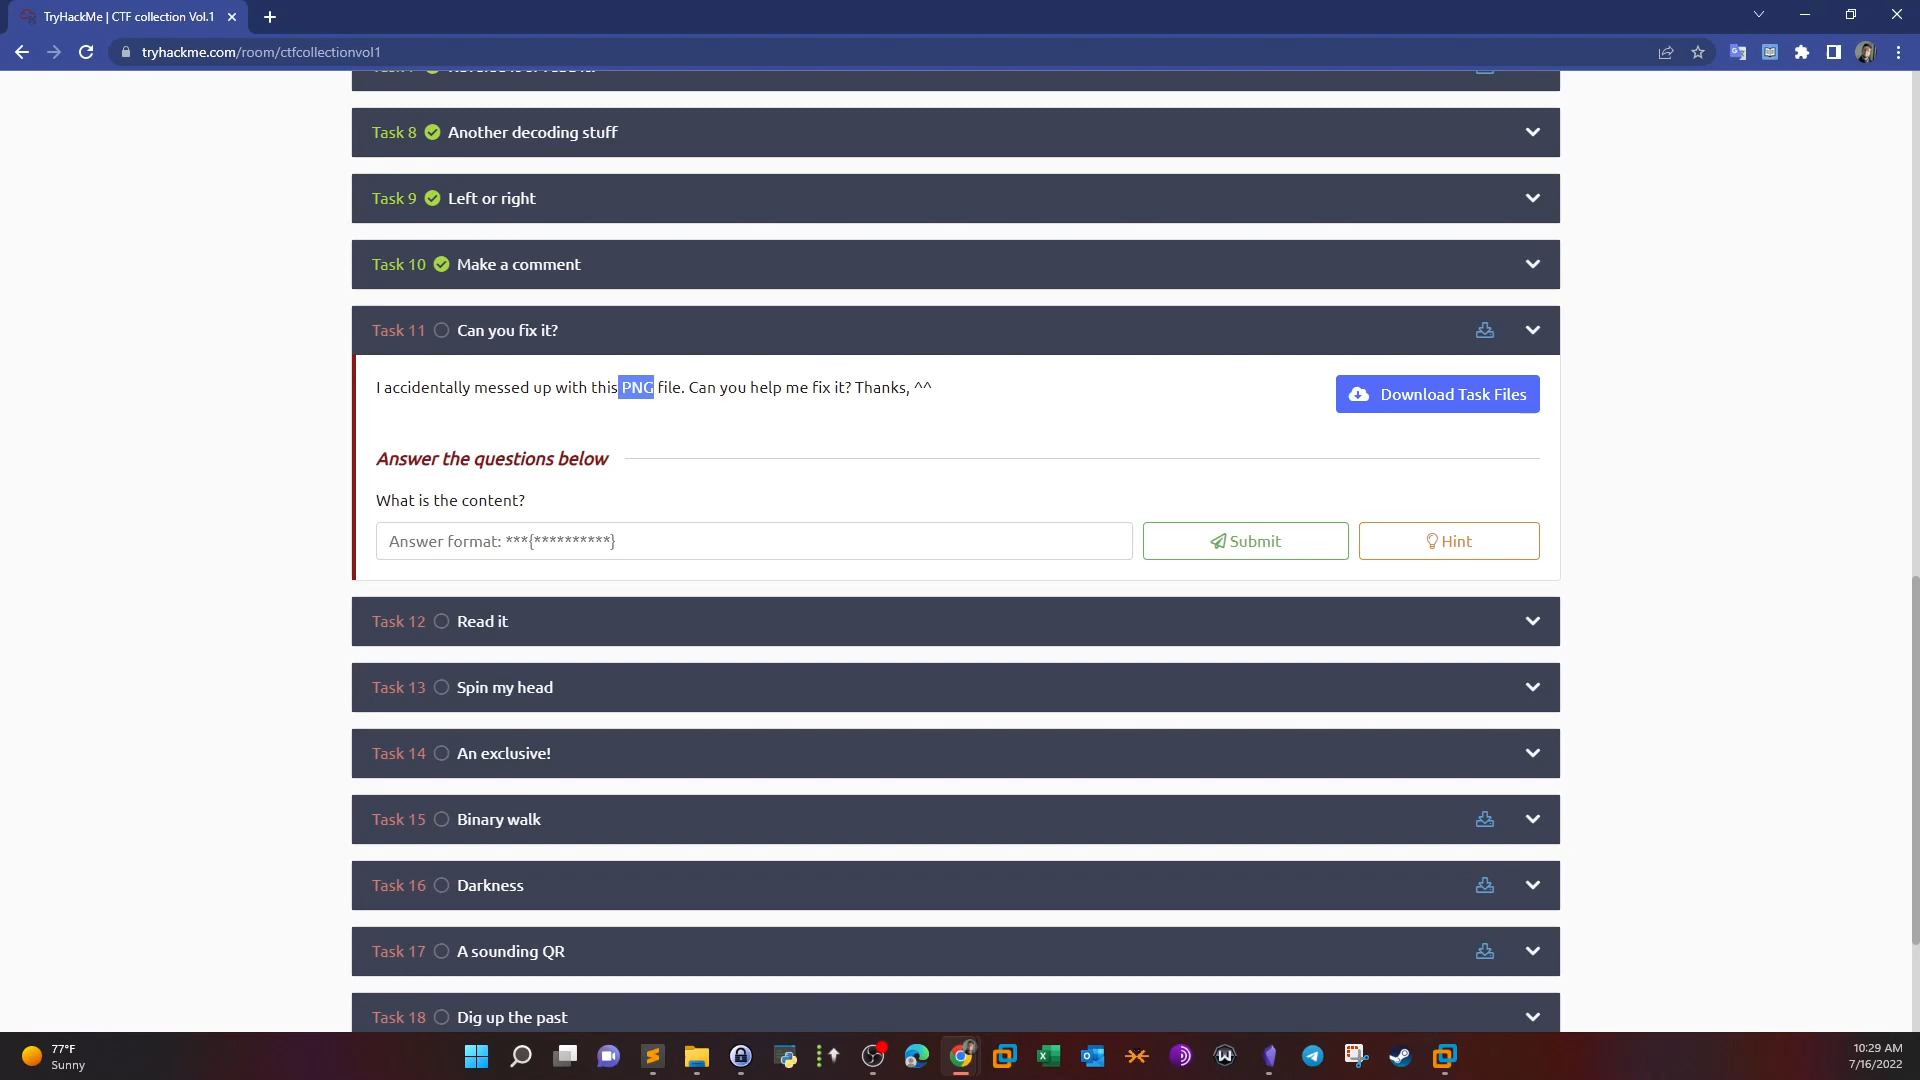 TryHackMe | CTF collection Vol.1
tryhackme.com/room/ctfcollectionvol1
Task 8 Another decoding stuff
Task 9 Left or right
Task 10 Make a comment
Task 11 Can you fix it?
I accidentally messed up with this PNG file. Can you help me fix it? Thanks, ^^
Download Task Files
Answer the questions below
What is the content?
Answer format: ***{**********}
Submit
Hint
Task 12 Read it
Task 13 Spin my head
Task 14 An exclusive!
Task 15 Binary walk
Task 16 Darkness
Task 17 A sounding QR
Task 18 Dig up the past
77°F
Sunny
10:29 AM
7/16/2022